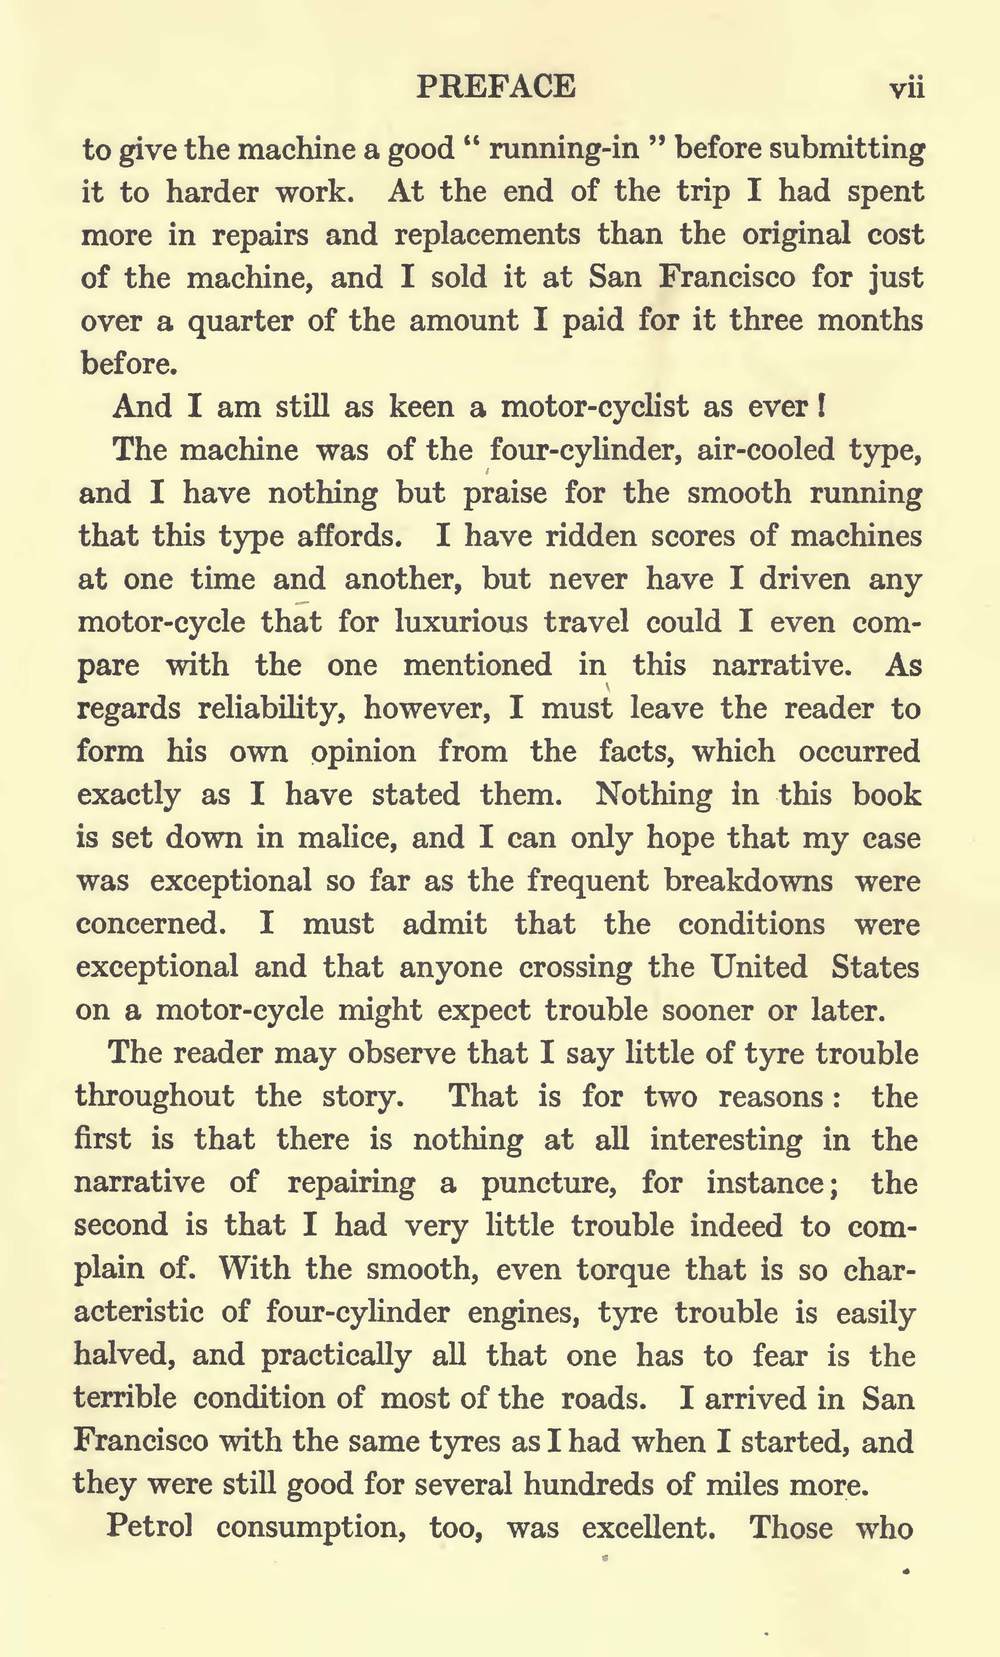 PREFACE vii
to give the machine a good “ running-in ” before submitting
it to harder work. At the end of the trip I had spent
more in repairs and replacements than the original cost
of the machine, and I sold it at San Francisco for just
over a quarter of the amount I paid for it three months
before.
And I am still as keen a motor-cyclist as ever !
The machine was of the four-cylinder, air-cooled type,
and I have nothing but praise for the smooth running
that this type affords. I have ridden scores of machines
at one time and another, but never have I driven any
motor-cycle that for luxurious travel could I even com-
pare with the one mentioned in this narrative. As
regards reliability, however, I must leave the reader to
form his own opinion from the facts, which occurred
exactly as I have stated them. Nothing in this book
is set down in malice, and I can only hope that my case
was exceptional so far as the frequent breakdowns were
concerned. I must admit that the conditions were
exceptional and that anyone crossing the United States
on a motor-cycle might expect trouble sooner or later.
The reader may observe that I say little of tyre trouble
throughout the story. That is for two reasons : the
first is that there is nothing at all interesting in the
narrative of repairing a puncture, for instance; the
second is that I had very little trouble indeed to com-
plain of. With the smooth, even torque that is so char-
acteristic of four-cylinder engines, tyre trouble is easily
halved, and practically all that one has to fear is the
terrible condition of most of the roads. I arrived in San
Francisco with the same tyres as I had when I started, and
they were still good for several hundreds of miles more.
Petrol consumption, too, was excellent. Those who